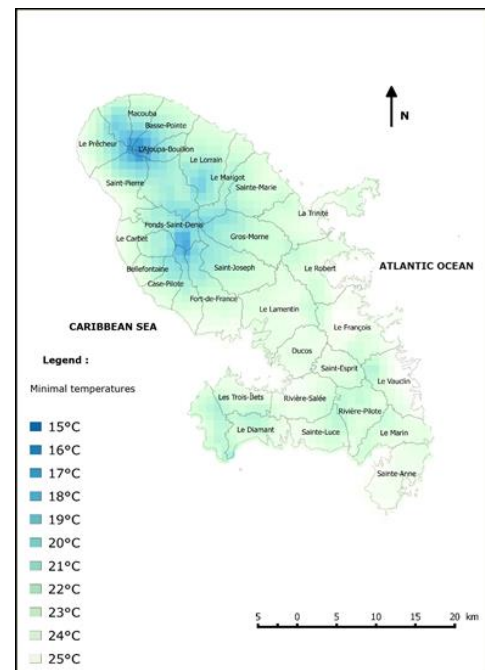 N
Macouba
Basse-Pointe
Le Prêcheur
L'Ajoupa-Bouillon
Le Lorrain
Saint-Pierre
Le Marigot
Sainte-Marie
La Trinité
Fonds-Saint-Denis
Le Carbet
Gros-Morne
Bellefontaine
Saint-Joseph
Le Robert
ATLANTIC OCEAN
Case-Pilote
Fort-de-France
Le Lamentin
CARIBBEAN SEA
Le François
Ducos
Legend :
Saint-Esprit
Le Vauclin
Minimal temperatures
Les Trois-Îlets
Rivière-Salée
Rivière-Pilote
Le Diamant
Sainte-Luce
Le Marin
Sainte-Anne
15°C
16°C
17°C
18°C
19°C
20°C
21°C
22°C
23°C
24°C
25°C
5 0 5 10 15 20 km